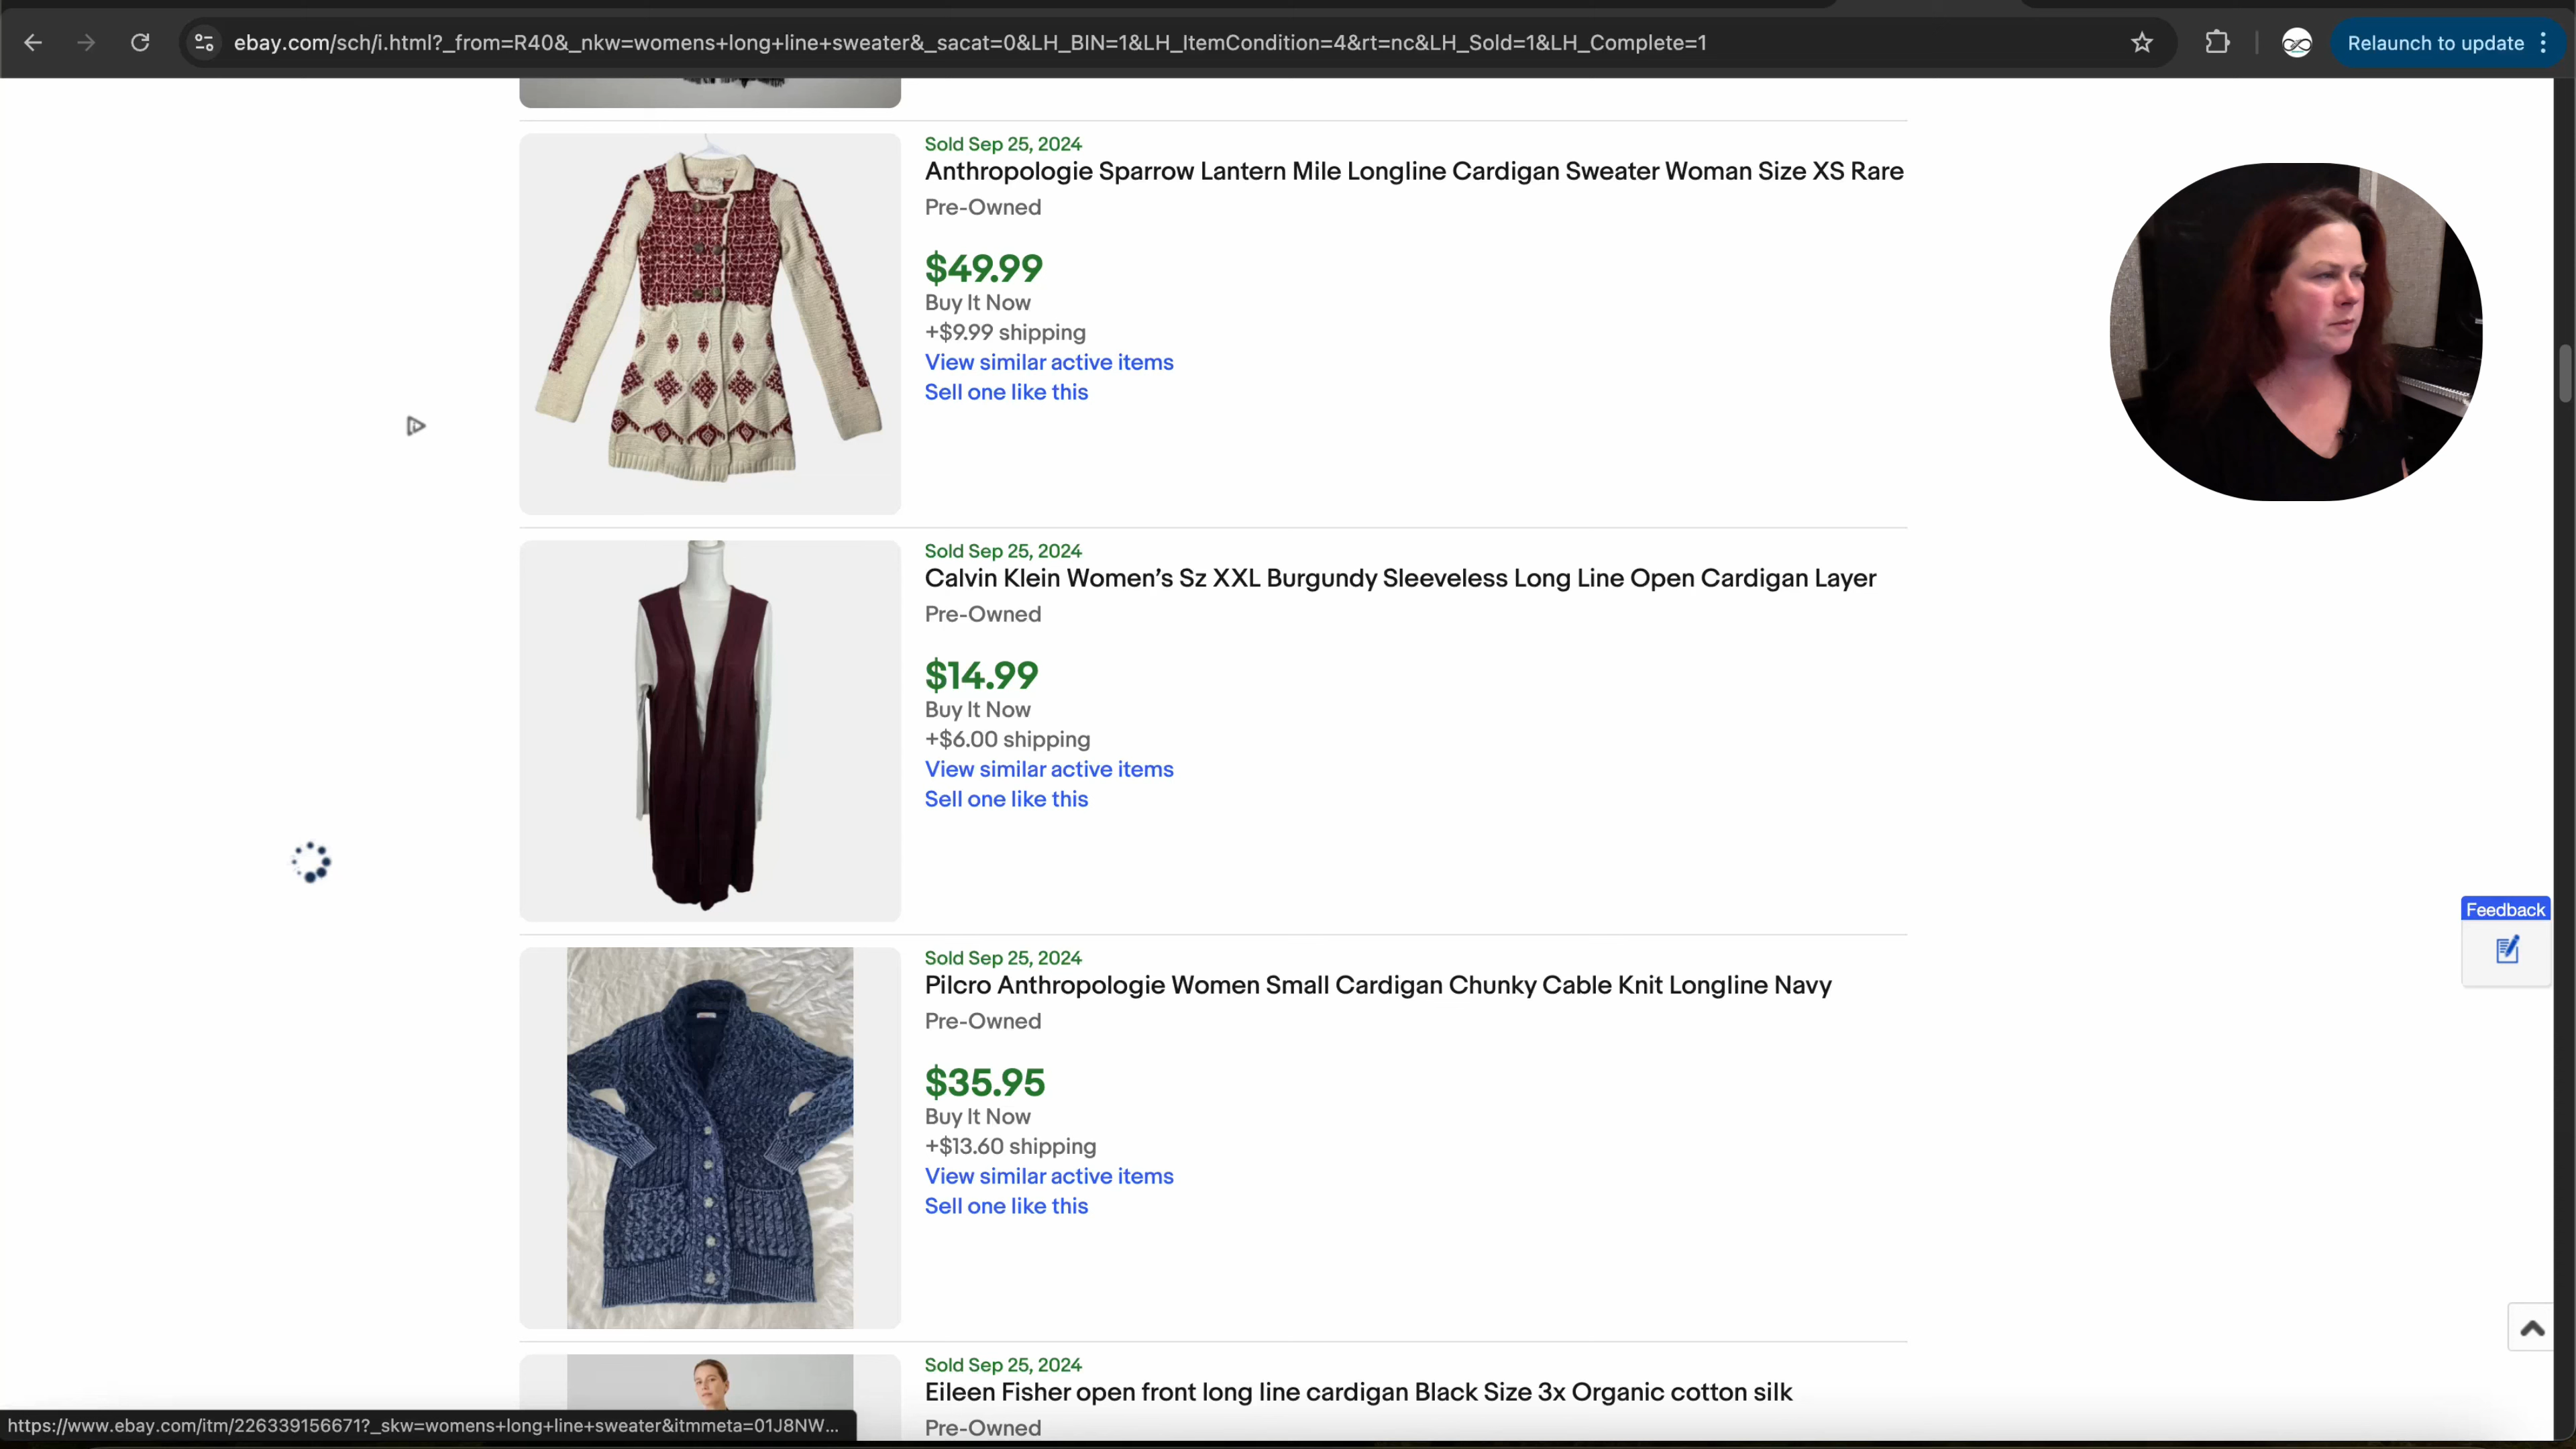 ebay.com/sch/i.html?_from=R40&_nkw=womens+long+line+sweater&_sacat=0&LH_BIN=1&LH_ItemCondition=4&rt=nc&LH_Sold=1&LH_Complete=1
Relaunch to update
Sold Sep 25, 2024
Anthropologie Sparrow Lantern Mile Longline Cardigan Sweater Woman Size XS Rare
Pre-Owned
$49.99
Buy It Now
+$9.99 shipping
View similar active items
Sell one like this
Sold Sep 25, 2024
Calvin Klein Women’s Sz XXL Burgundy Sleeveless Long Line Open Cardigan Layer
Pre-Owned
$14.99
Buy It Now
+$6.00 shipping
View similar active items
Sell one like this
Feedback
Sold Sep 25, 2024
Pilcro Anthropologie Women Small Cardigan Chunky Cable Knit Longline Navy
Pre-Owned
$35.95
Buy It Now
+$13.60 shipping
View similar active items
Sell one like this
Sold Sep 25, 2024
Eileen Fisher open front long line cardigan Black Size 3x Organic cotton silk
Pre-Owned
https://www.ebay.com/itm/226339156671?_skw=womens+long+line+sweater&itmmeta=01J8NW...